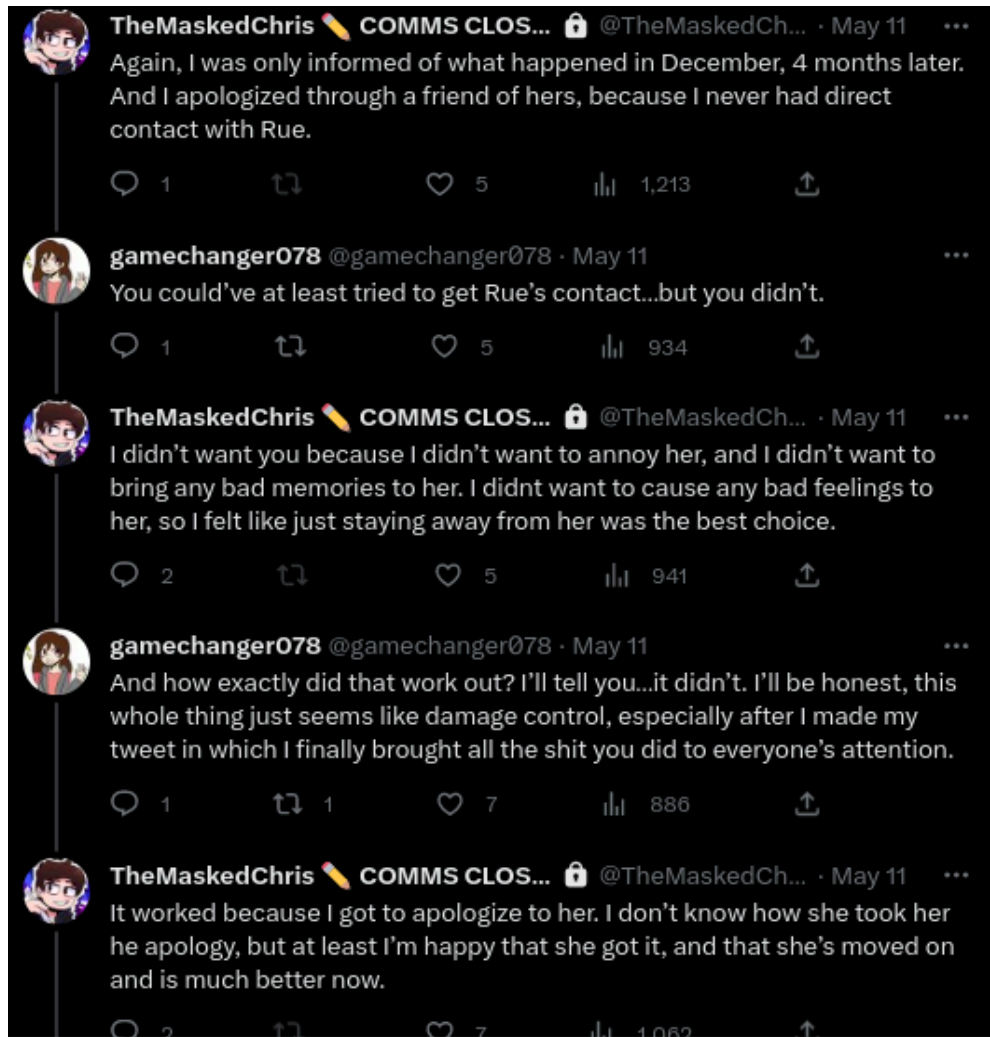 TheMaskedChris ✏️ COMMS CLOS... 🔒 @TheMaskedCh... · May 11 ···
Again, I was only informed of what happened in December, 4 months later.
And I apologized through a friend of hers, because I never had direct
contact with Rue.
1 5 1,213
gamechanger078 @gamechanger078 · May 11 ···
You could've at least tried to get Rue's contact...but you didn't.
1 5 934
TheMaskedChris ✏️ COMMS CLOS... 🔒 @TheMaskedCh... · May 11 ···
I didn't want you because I didn't want to annoy her, and I didn't want to
bring any bad memories to her. I didnt want to cause any bad feelings to
her, so I felt like just staying away from her was the best choice.
2 5 941
gamechanger078 @gamechanger078 · May 11 ···
And how exactly did that work out? I'll tell you...it didn't. I'll be honest, this
whole thing just seems like damage control, especially after I made my
tweet in which I finally brought all the shit you did to everyone's attention.
1 1 7 886
TheMaskedChris ✏️ COMMS CLOS... 🔒 @TheMaskedCh... · May 11 ···
It worked because I got to apologize to her. I don't know how she took her
he apology, but at least I'm happy that she got it, and that she's moved on
and is much better now.
2 7 1,062